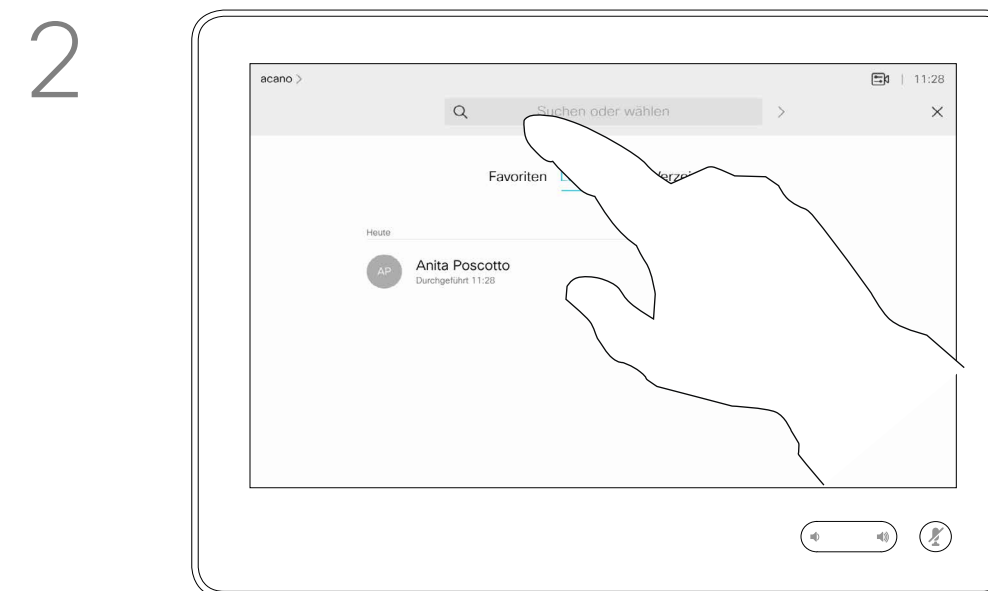 2
acano >
11:28
Suchen oder wählen
Favoriten
Heute
AP
Anita Poscotto
Durchgeführt 11:28